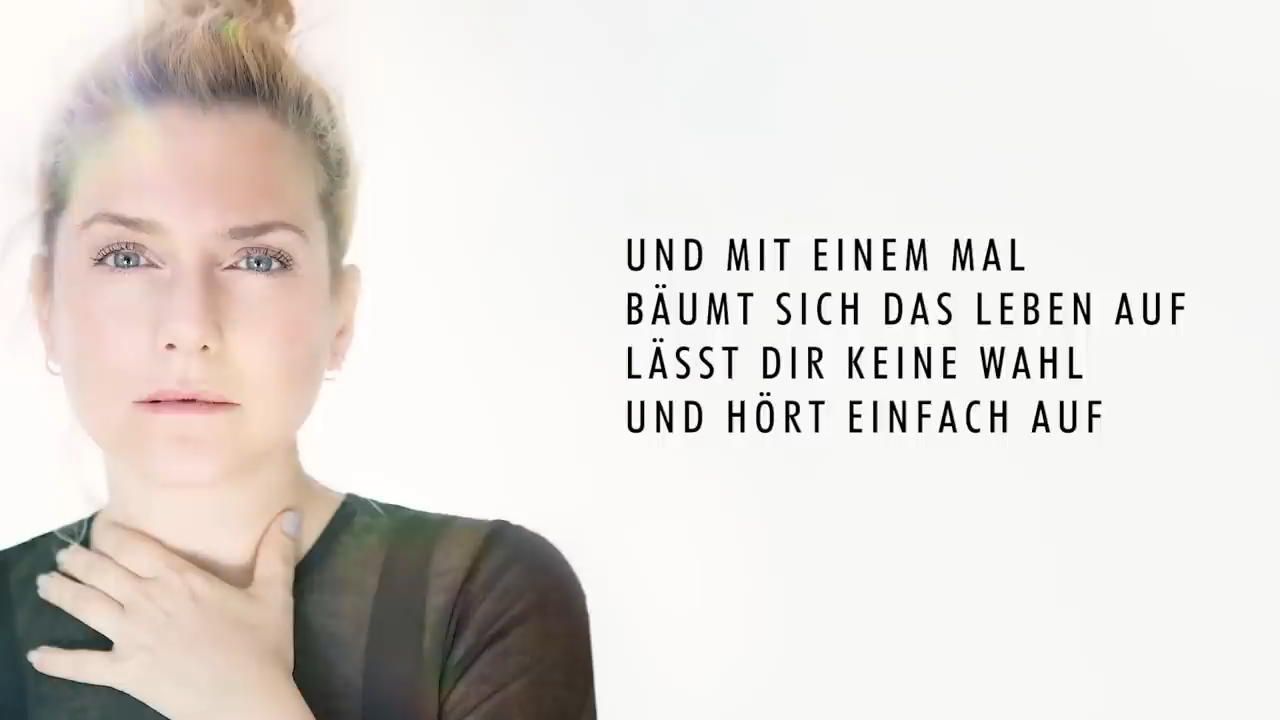 UND MIT EINEM MAL
BÄUMT SICH DAS LEBEN AUF
LÄSST DIR KEINE WAHL
UND HÖRT EINFACH AUF